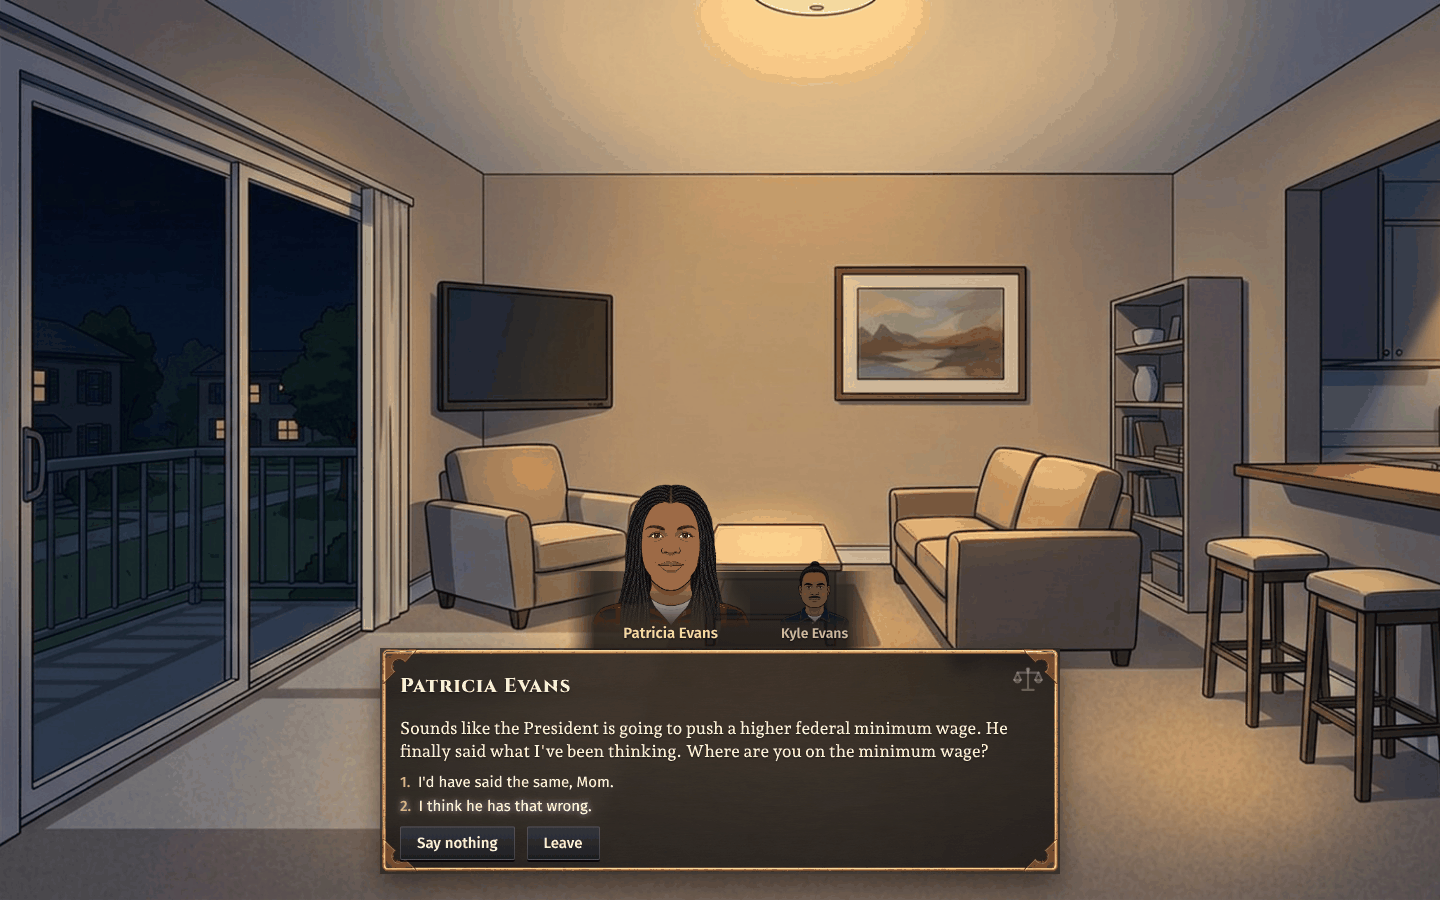 Patricia Evans
Kyle Evans
Patricia Evans
Sounds like the President is going to push a higher federal minimum wage. He
finally said what I've been thinking. Where are you on the minimum wage?
1. I'd have said the same, Mom.
2. I think he has that wrong.
Say nothing
Leave